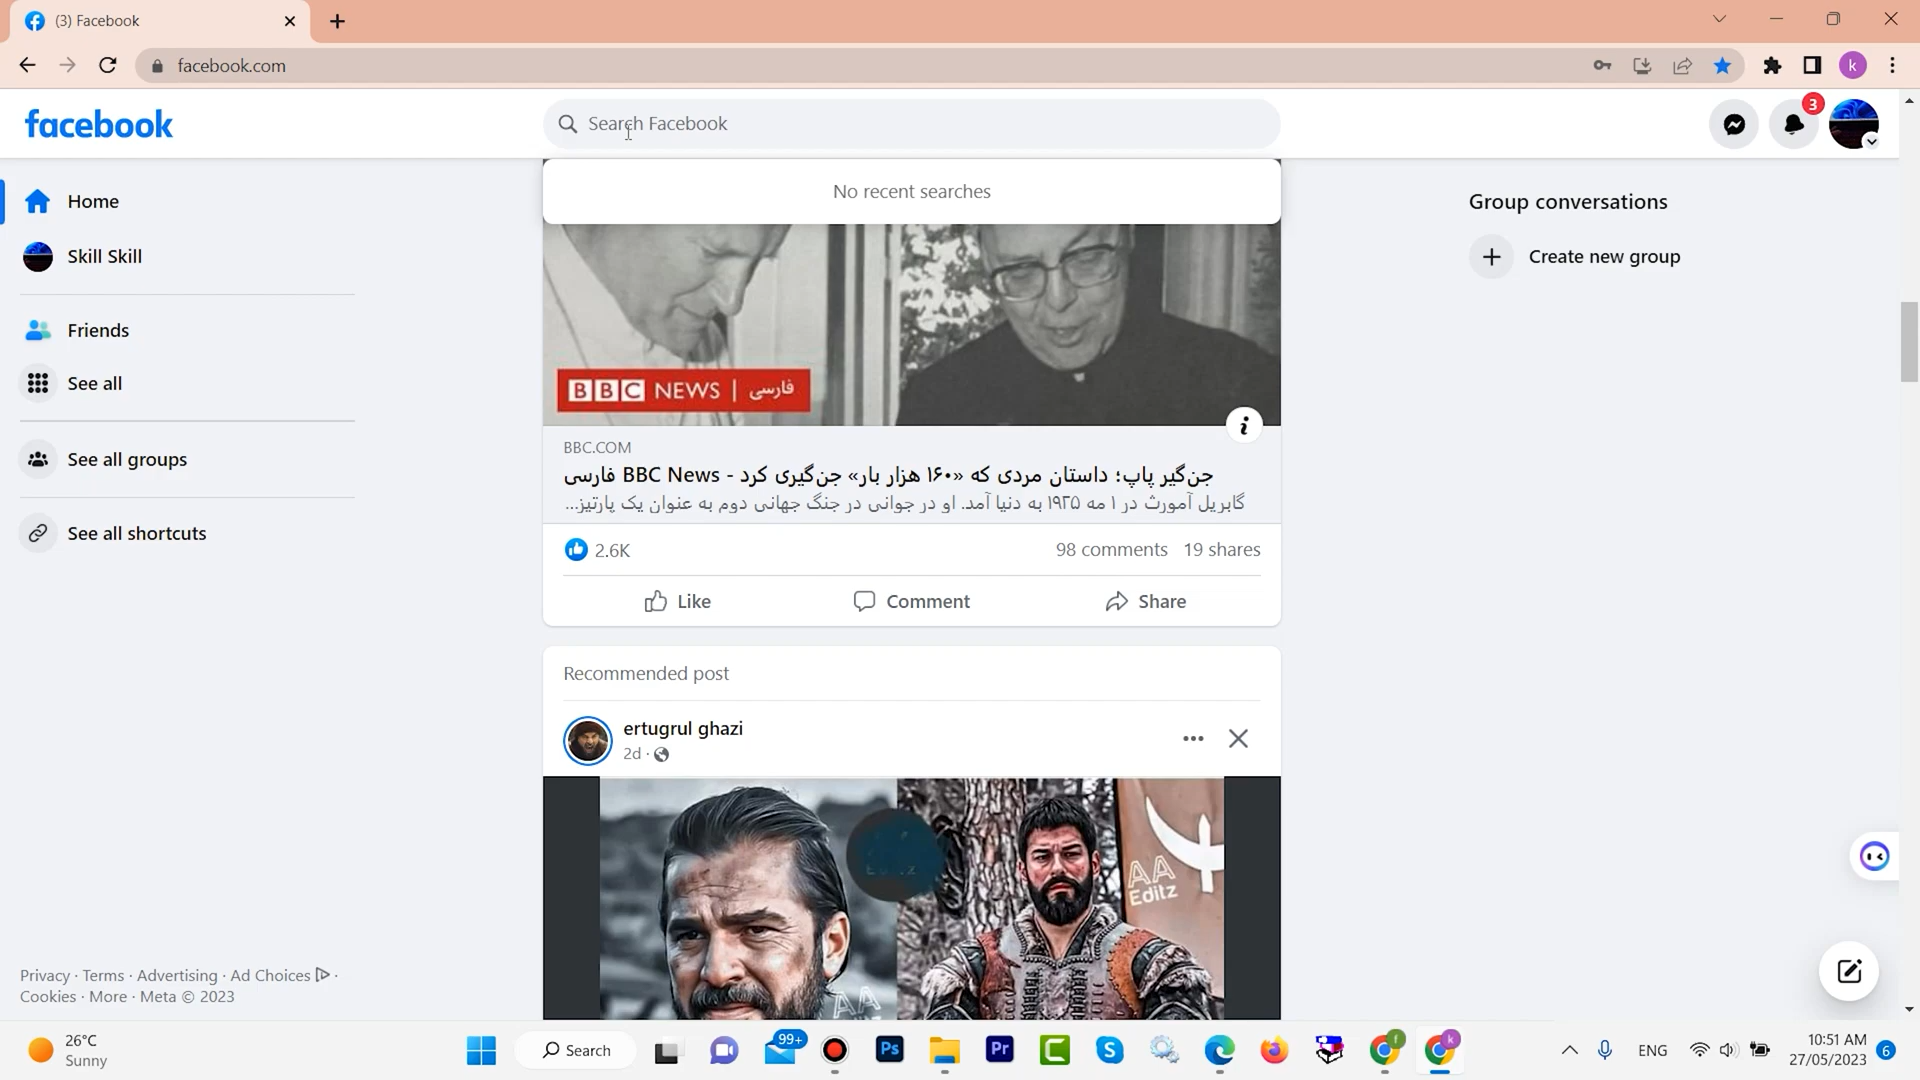 (3) Facebook
facebook.com
facebook
Search Facebook
3
No recent searches
Home
Skill Skill
Friends
See all
See all groups
See all shortcuts
Group conversations
Create new group
BBC NEWS | فارسی
BBC.COM
جن‌گیر پاپ؛ داستان مردی که «۱۶۰ هزار بار» جن‌گیری کرد - BBC News فارسی
گابریل آمورث در ۱ مه ۱۹۲۵ به دنیا آمد. او در جوانی در جنگ جهانی دوم به عنوان یک پارتیز...
2.6K
98 comments 19 shares
Like
Comment
Share
Recommended post
ertugrul ghazi
2d ·
AA
Editz
AA
Privacy · Terms · Advertising · Ad Choices ·
Cookies · More · Meta © 2023
26°C
Sunny
Search
99+
Ps
Pr
f
k
k
ENG
10:51 AM
27/05/2023
6